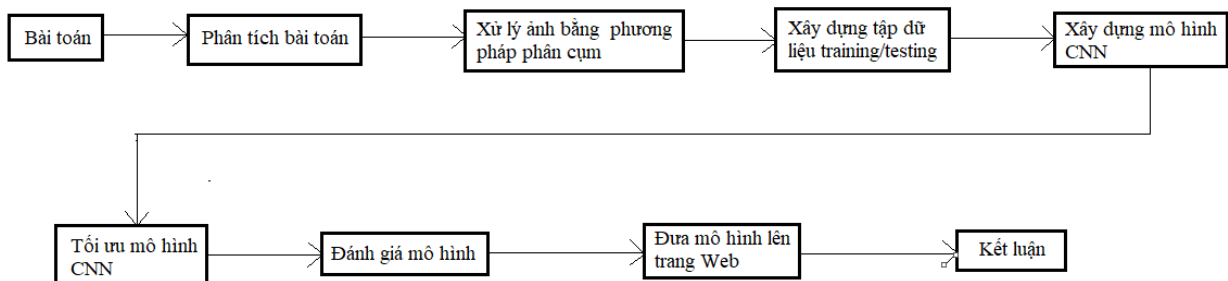 Bài toán
Phân tích bài toán
Xử lý ảnh bằng phương
pháp phân cụm
Xây dựng tập dữ
liệu training/testing
Xây dựng mô hình
CNN
Tối ưu mô hình
CNN
Đánh giá mô hình
Đưa mô hình lên
trang Web
Kết luận